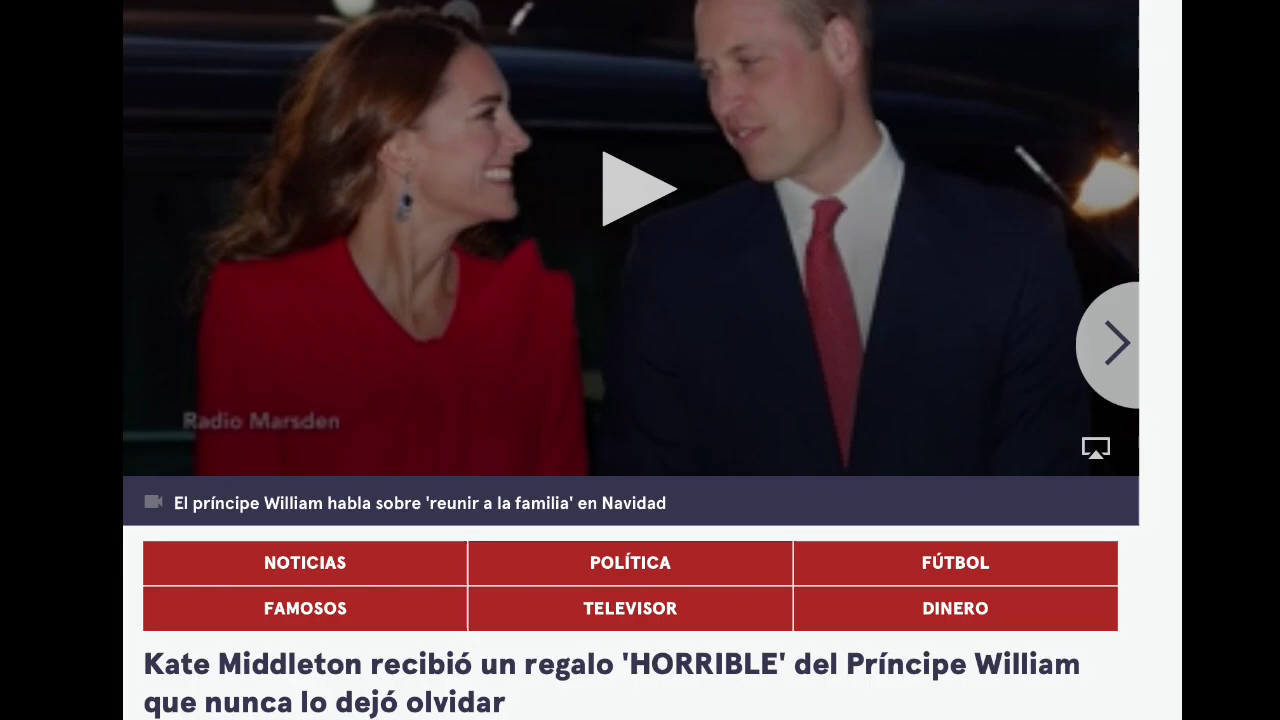 Radio Marsden
El príncipe William habla sobre 'reunir a la familia' en Navidad
NOTICIAS
POLÍTICA
FÚTBOL
FAMOSOS
TELEVISOR
DINERO
Kate Middleton recibió un regalo 'HORRIBLE' del Príncipe William
que nunca lo dejó olvidar